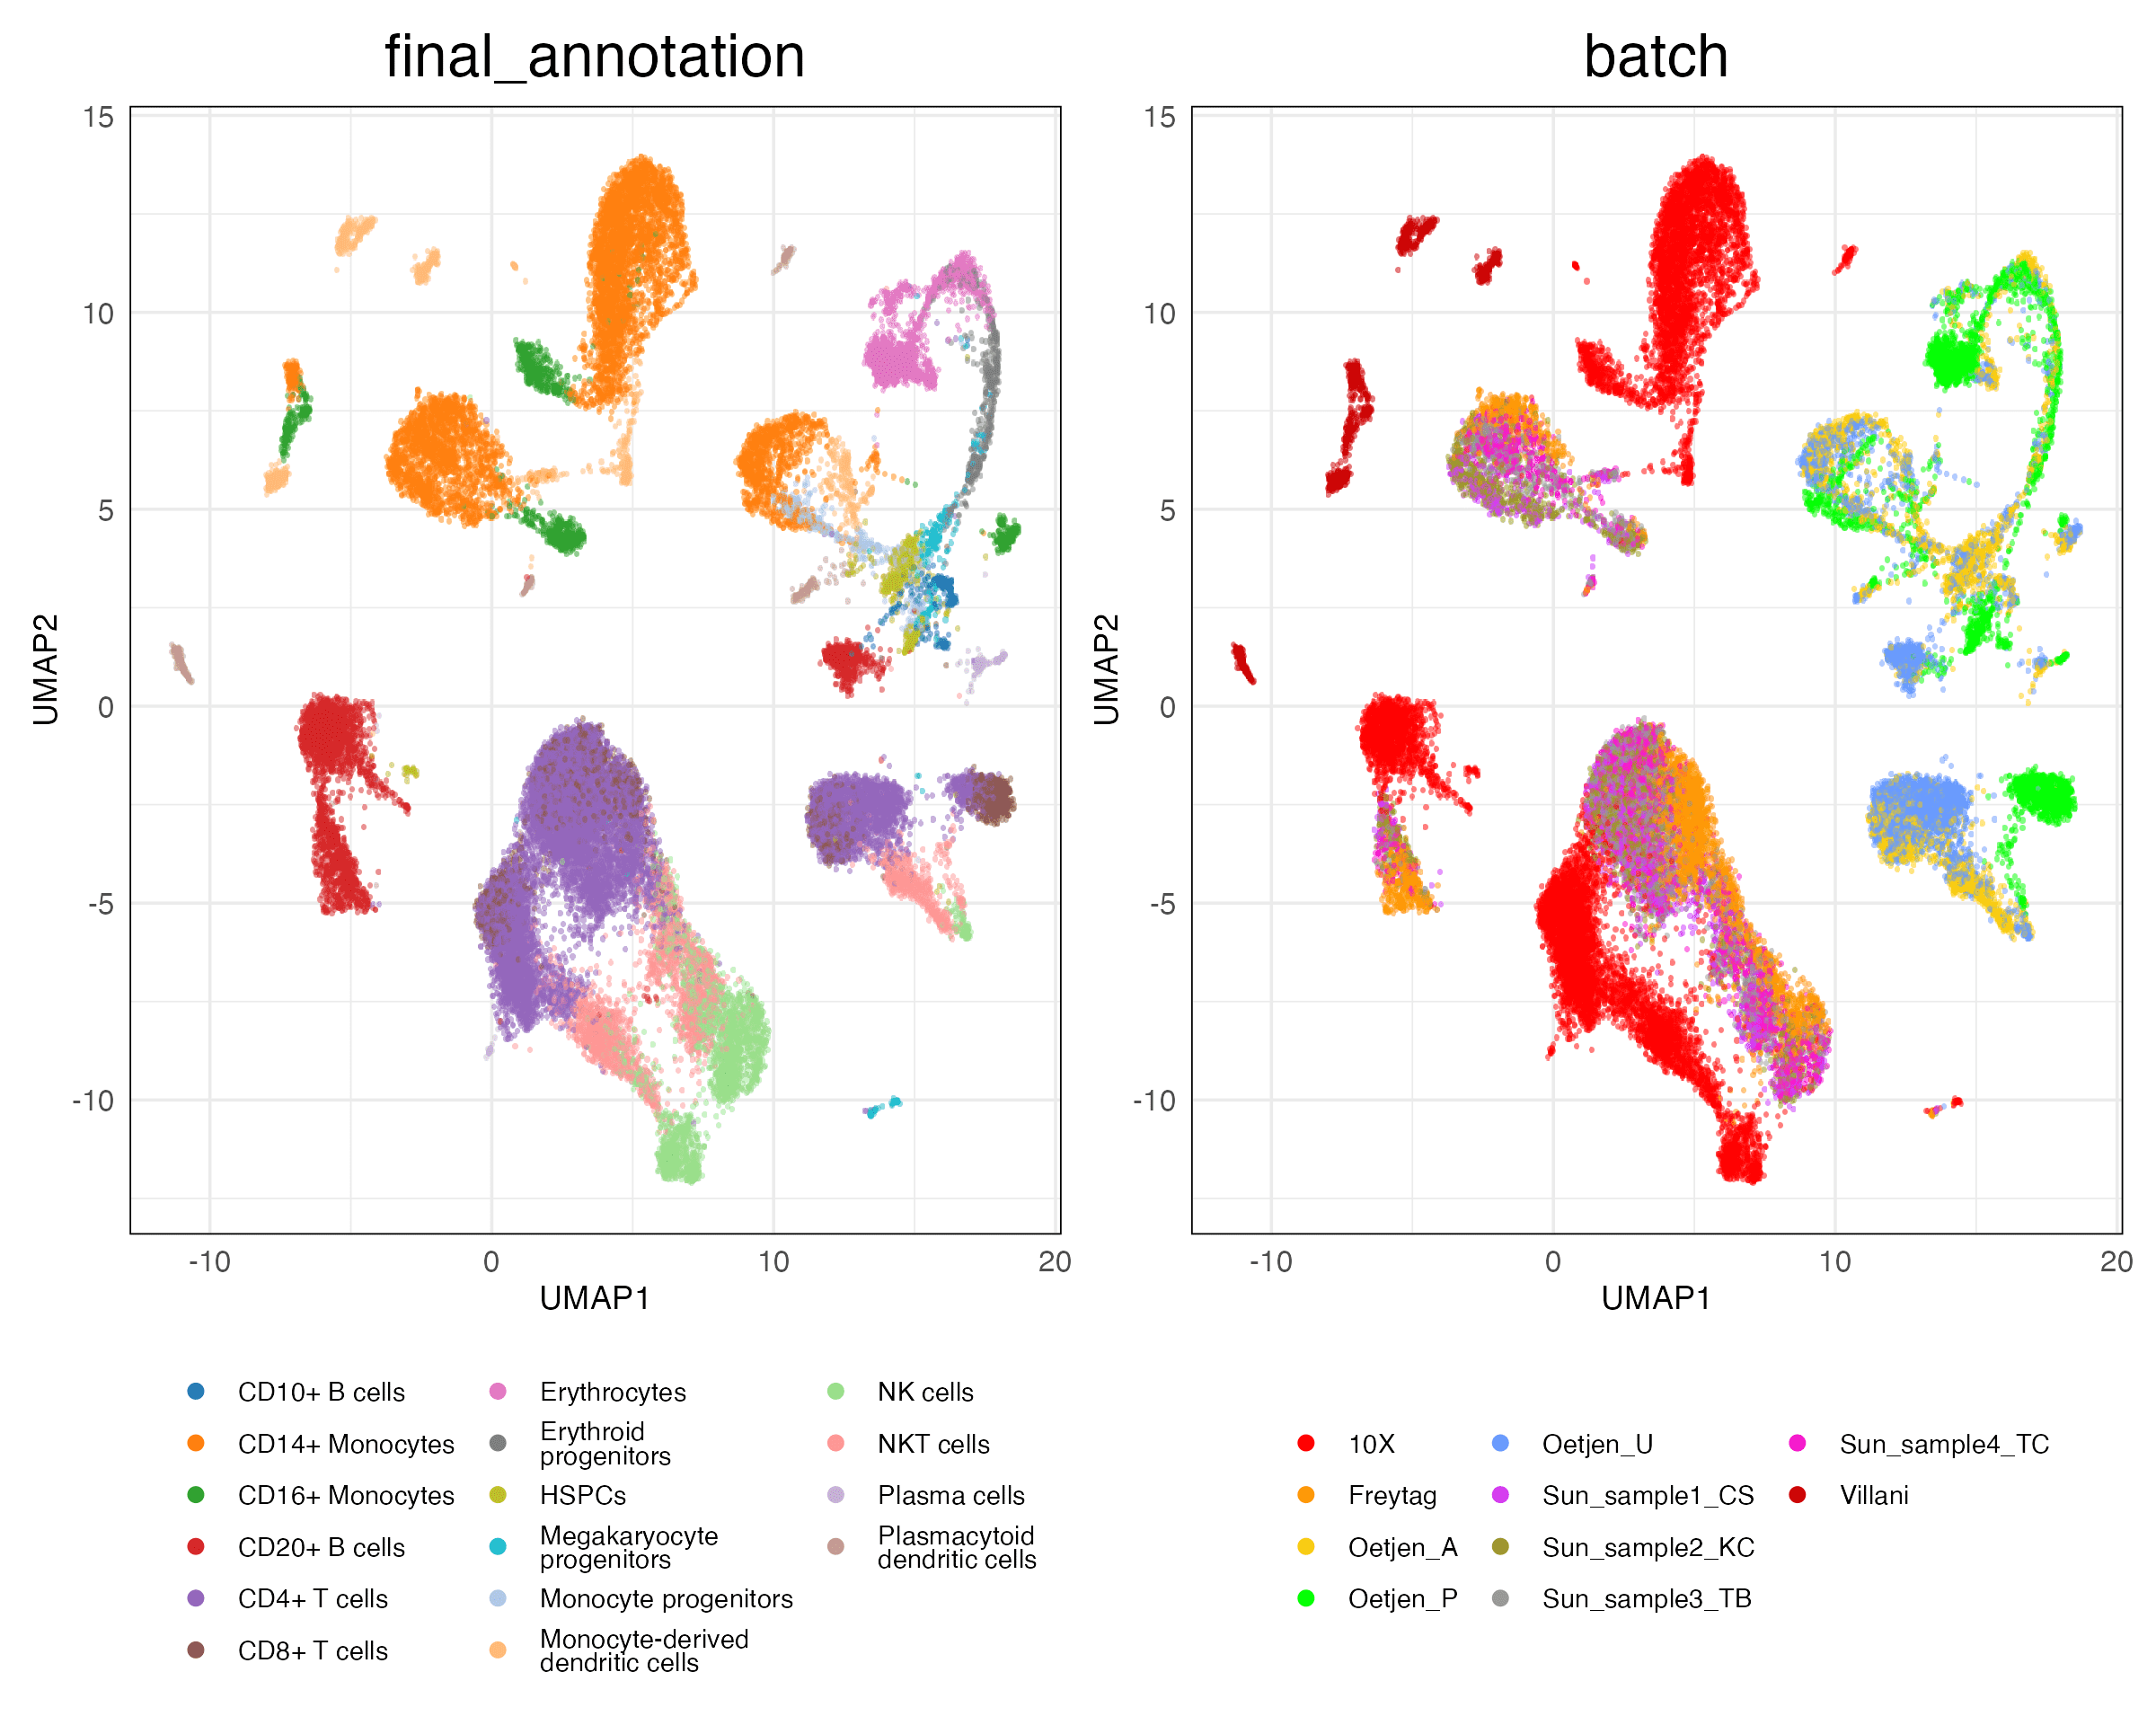 final_annotation
batch
15
10
5
0
-5
-10
UMAP2
-10
0
10
20
UMAP1
15
10
5
0
-5
-10
UMAP2
-10
0
10
20
UMAP1
CD10+ B cells
CD14+ Monocytes
CD16+ Monocytes
CD20+ B cells
CD4+ T cells
CD8+ T cells
Erythrocytes
Erythroid
progenitors
HSPCs
Megakaryocyte
progenitors
Monocyte progenitors
Monocyte-derived
dendritic cells
NK cells
NKT cells
Plasma cells
Plasmacytoid
dendritic cells
10X
Freytag
Oetjen_A
Oetjen_P
Oetjen_U
Sun_sample1_CS
Sun_sample2_KC
Sun_sample3_TB
Sun_sample4_TC
Villani